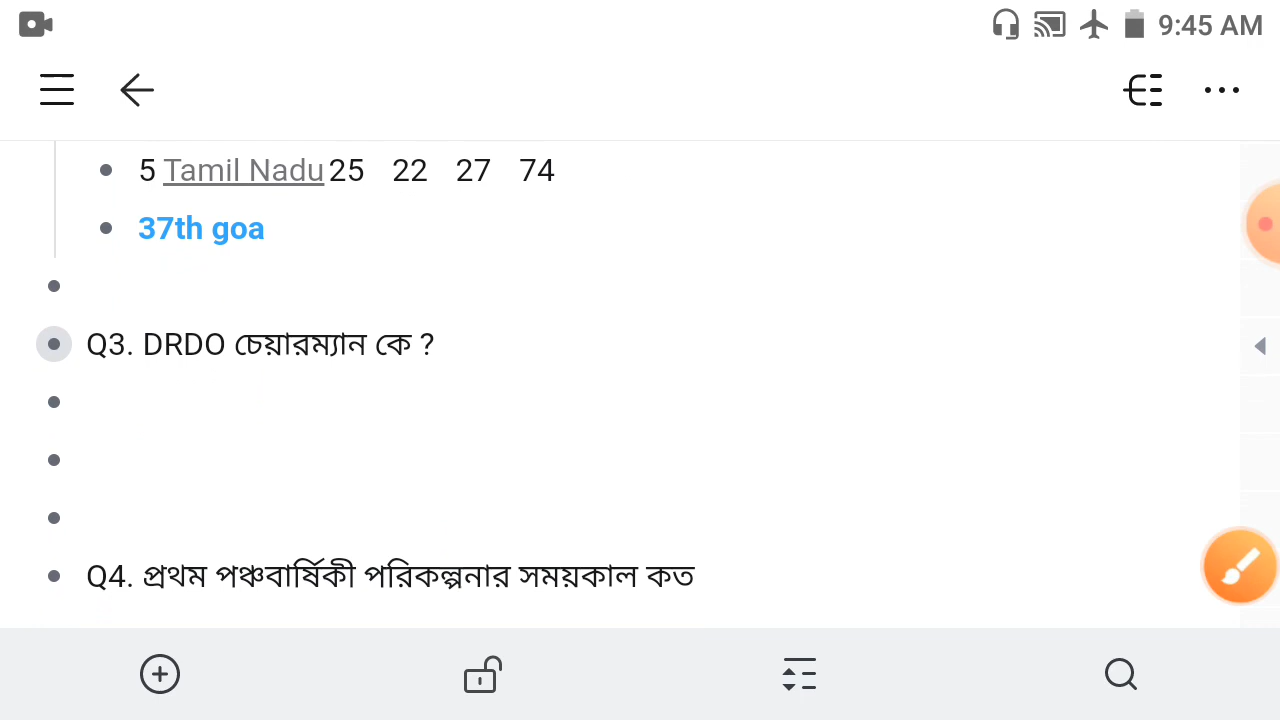 9:45 AM
5 Tamil Nadu 25 22 27 74
37th goa
Q3. DRDO চেয়ারম্যান কে ?
Q4. প্রথম পঞ্চবার্ষিকী পরিকল্পনার সময়কাল কত